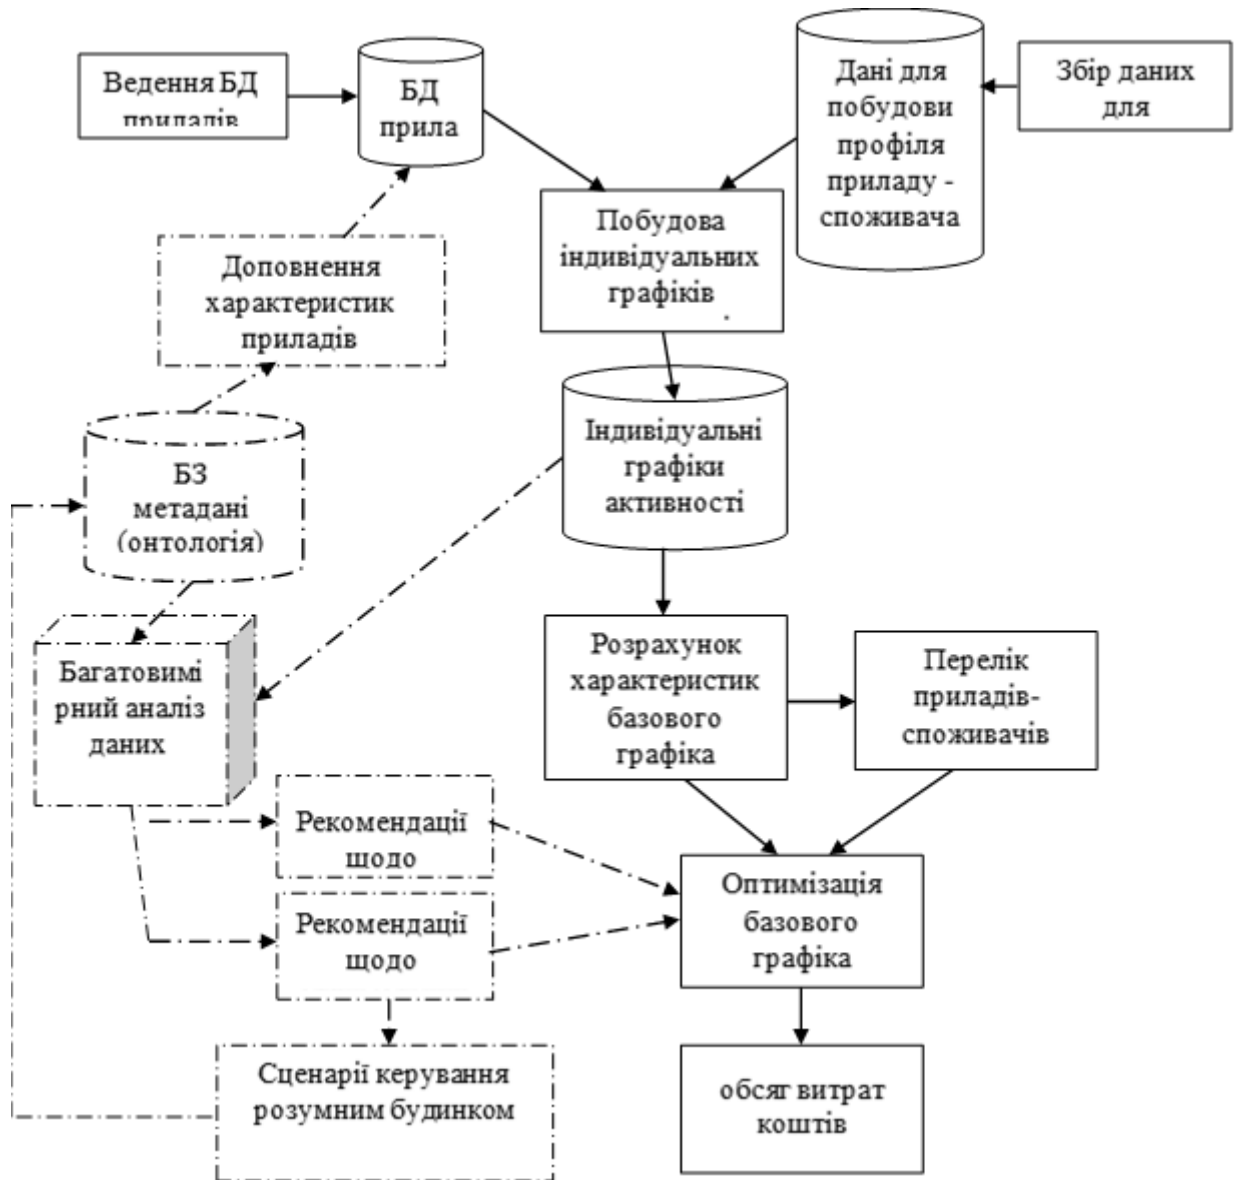 Ведення БД
приладів
БД
прила
Дані для
побудови
профіля
приладу -
споживача
Збір даних
для
Побудова
індивідуальних
графіків
Доповнення
характеристик
приладів
Індивідуальні
графіки
активності
БЗ
метадані
(онтологія)
Багатовимі
рний аналіз
даних
Розрахунок
характеристик
базового
графіка
Перелік
приладів-
споживачів
Рекомендації
щодо
Рекомендації
щодо
Оптимізація
базового
графіка
Сценарії керування
розумним будинком
обсяг витрат
коштів